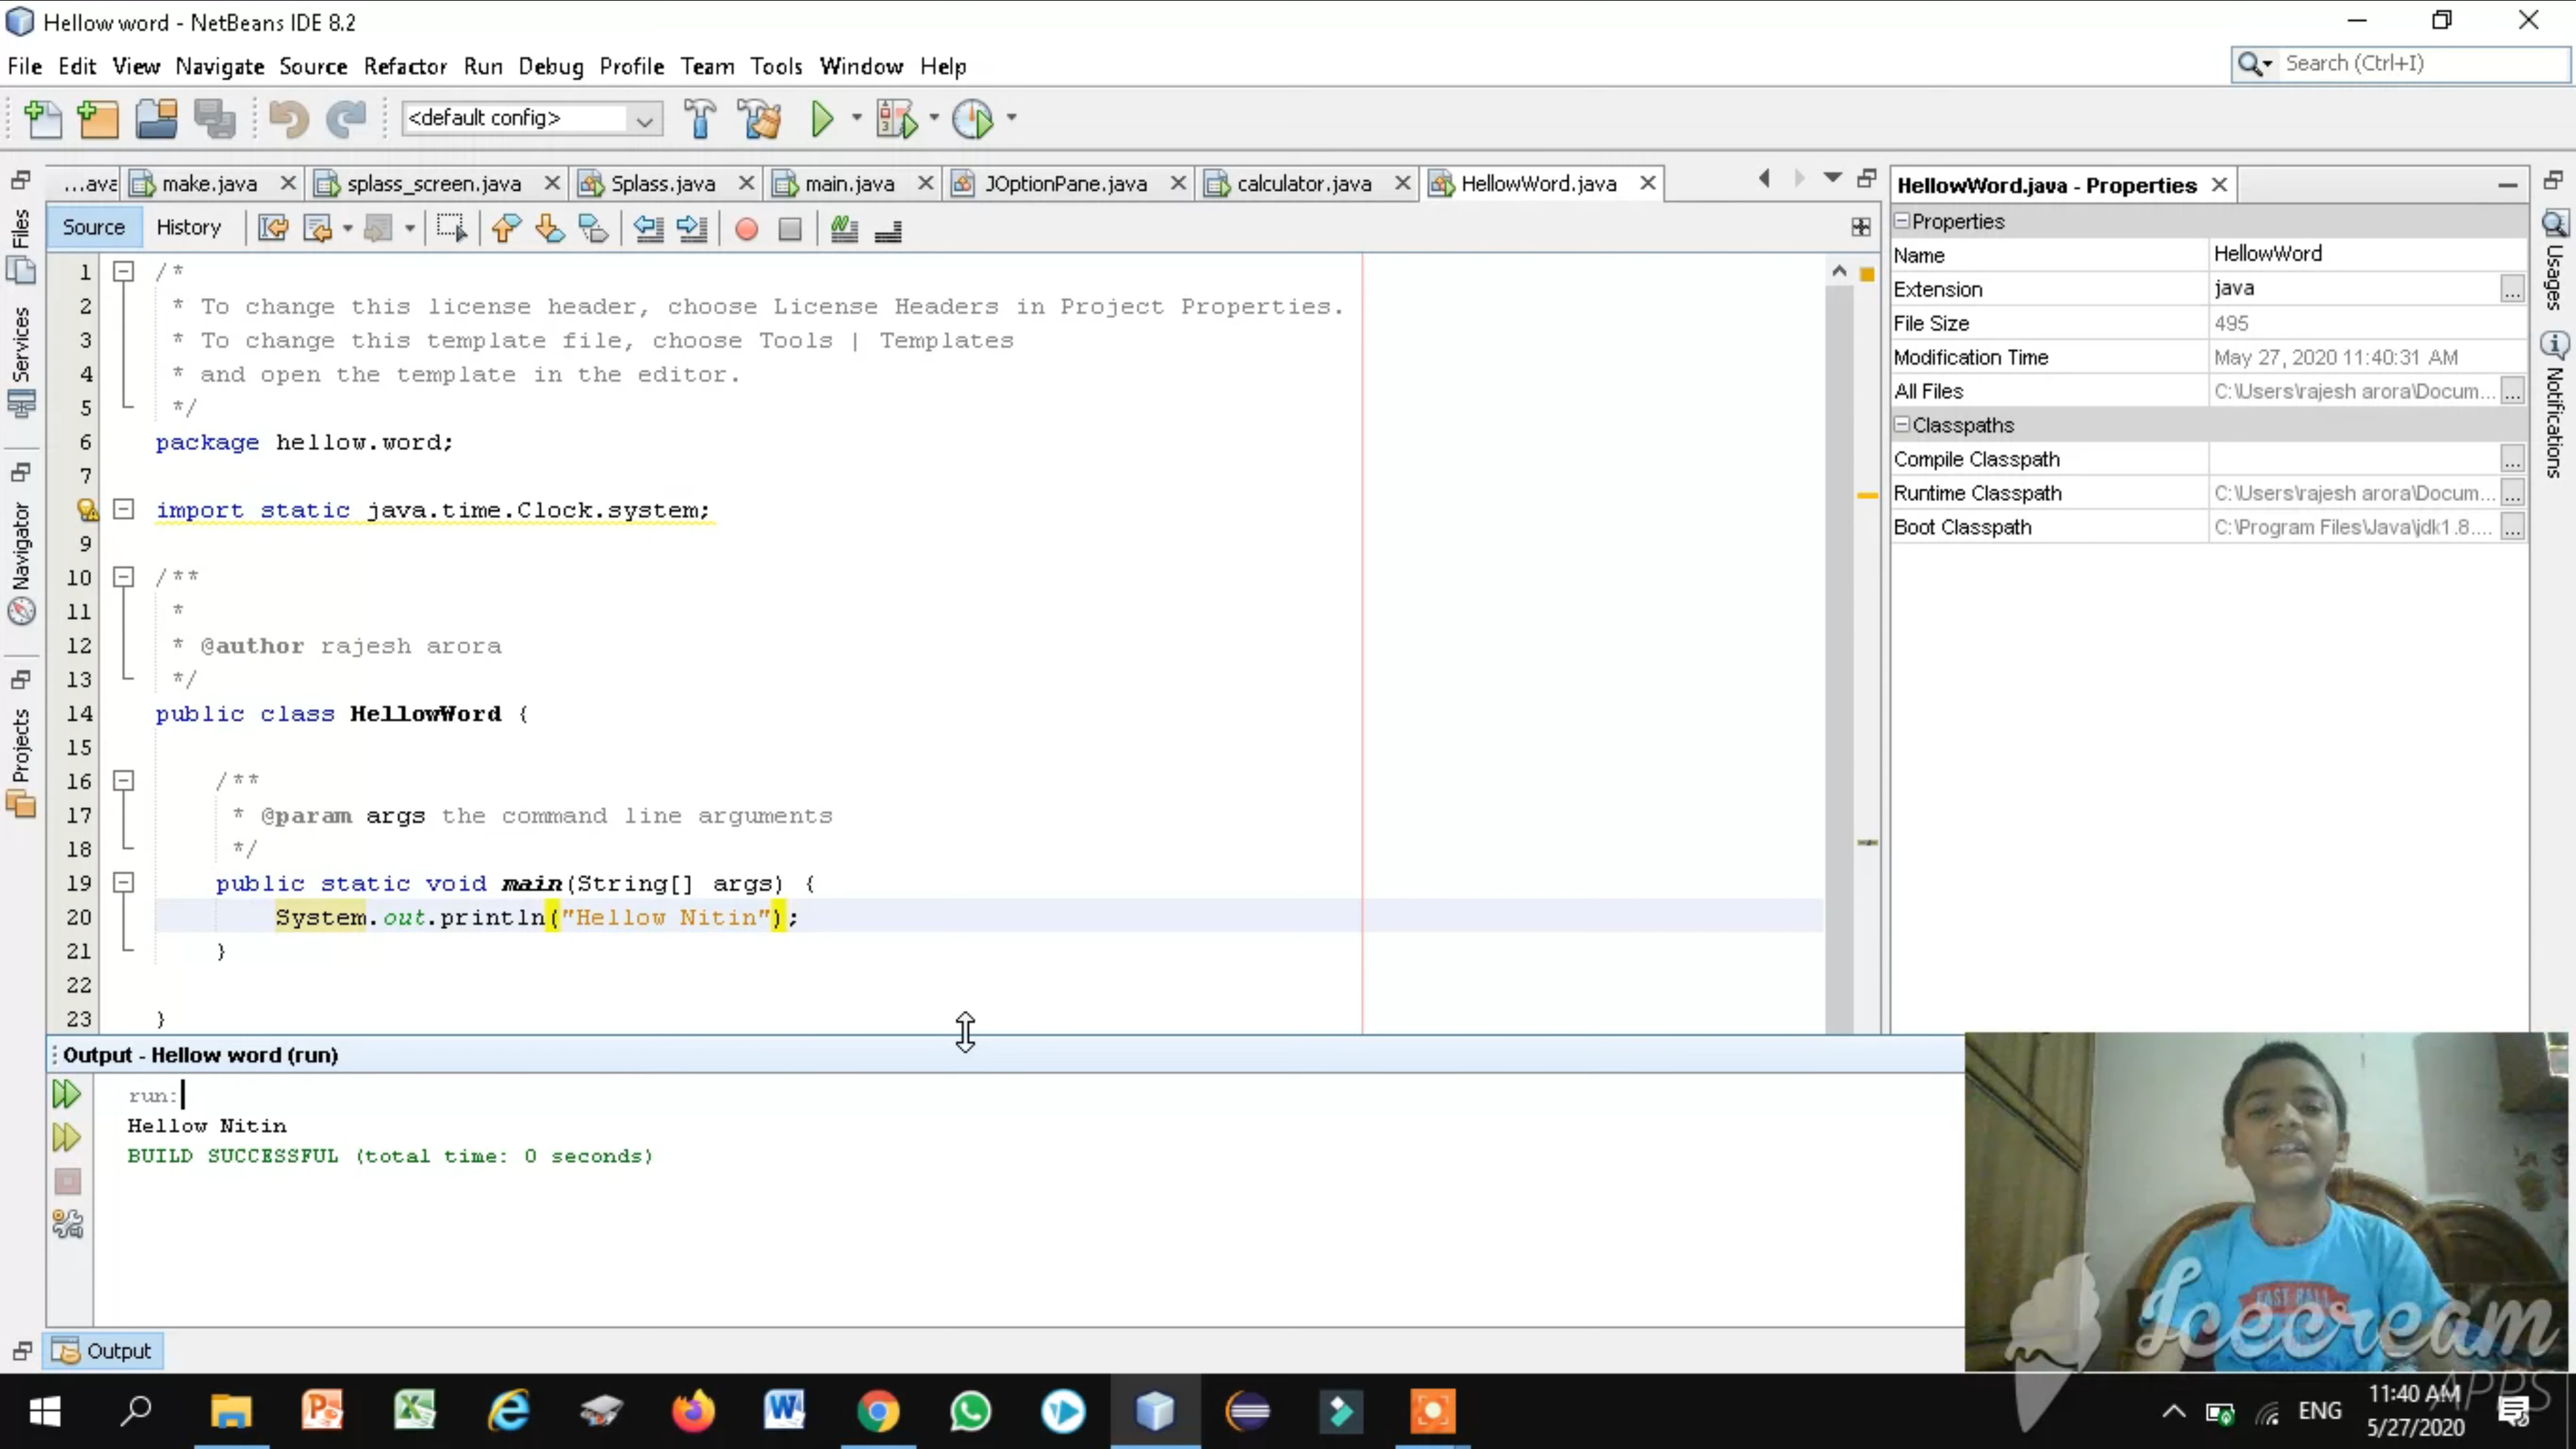 Hellow word - NetBeans IDE 8.2
File Edit View Navigate Source Refactor Run Debug Profile Team Tools Window Help
Search (Ctrl+I)
<default config>
...ava make.java splass_screen.java Splass.java main.java JOptionPane.java calculator.java HellowWord.java
Source History
1 /*
2 * To change this license header, choose License Headers in Project Properties.
3 * To change this template file, choose Tools | Templates
4 * and open the template in the editor.
5 */
6 package hellow.word;
7
import static java.time.Clock.system;
9
10 /**
11 *
12 * @author rajesh arora
13 */
14 public class HellowWord {
15
16 /**
17 * @param args the command line arguments
18 */
19 public static void main(String[] args) {
20 System.out.println("Hellow Nitin");
21 }
22
23 }
HellowWord.java - Properties
Properties
Name HellowWord
Extension java ...
File Size 495
Modification Time May 27, 2020 11:40:31 AM
All Files C:\Users\rajesh arora\Docum... ...
Classpaths
Compile Classpath ...
Runtime Classpath C:\Users\rajesh arora\Docum... ...
Boot Classpath C:\Program Files\Java\jdk1.8.... ...
Files
Services
Navigator
Projects
Usages
Notifications
Output - Hellow word (run)
run:
Hellow Nitin
BUILD SUCCESSFUL (total time: 0 seconds)
Output
FAST BALL
Icecream
APPS
ENG
11:40 AM
5/27/2020